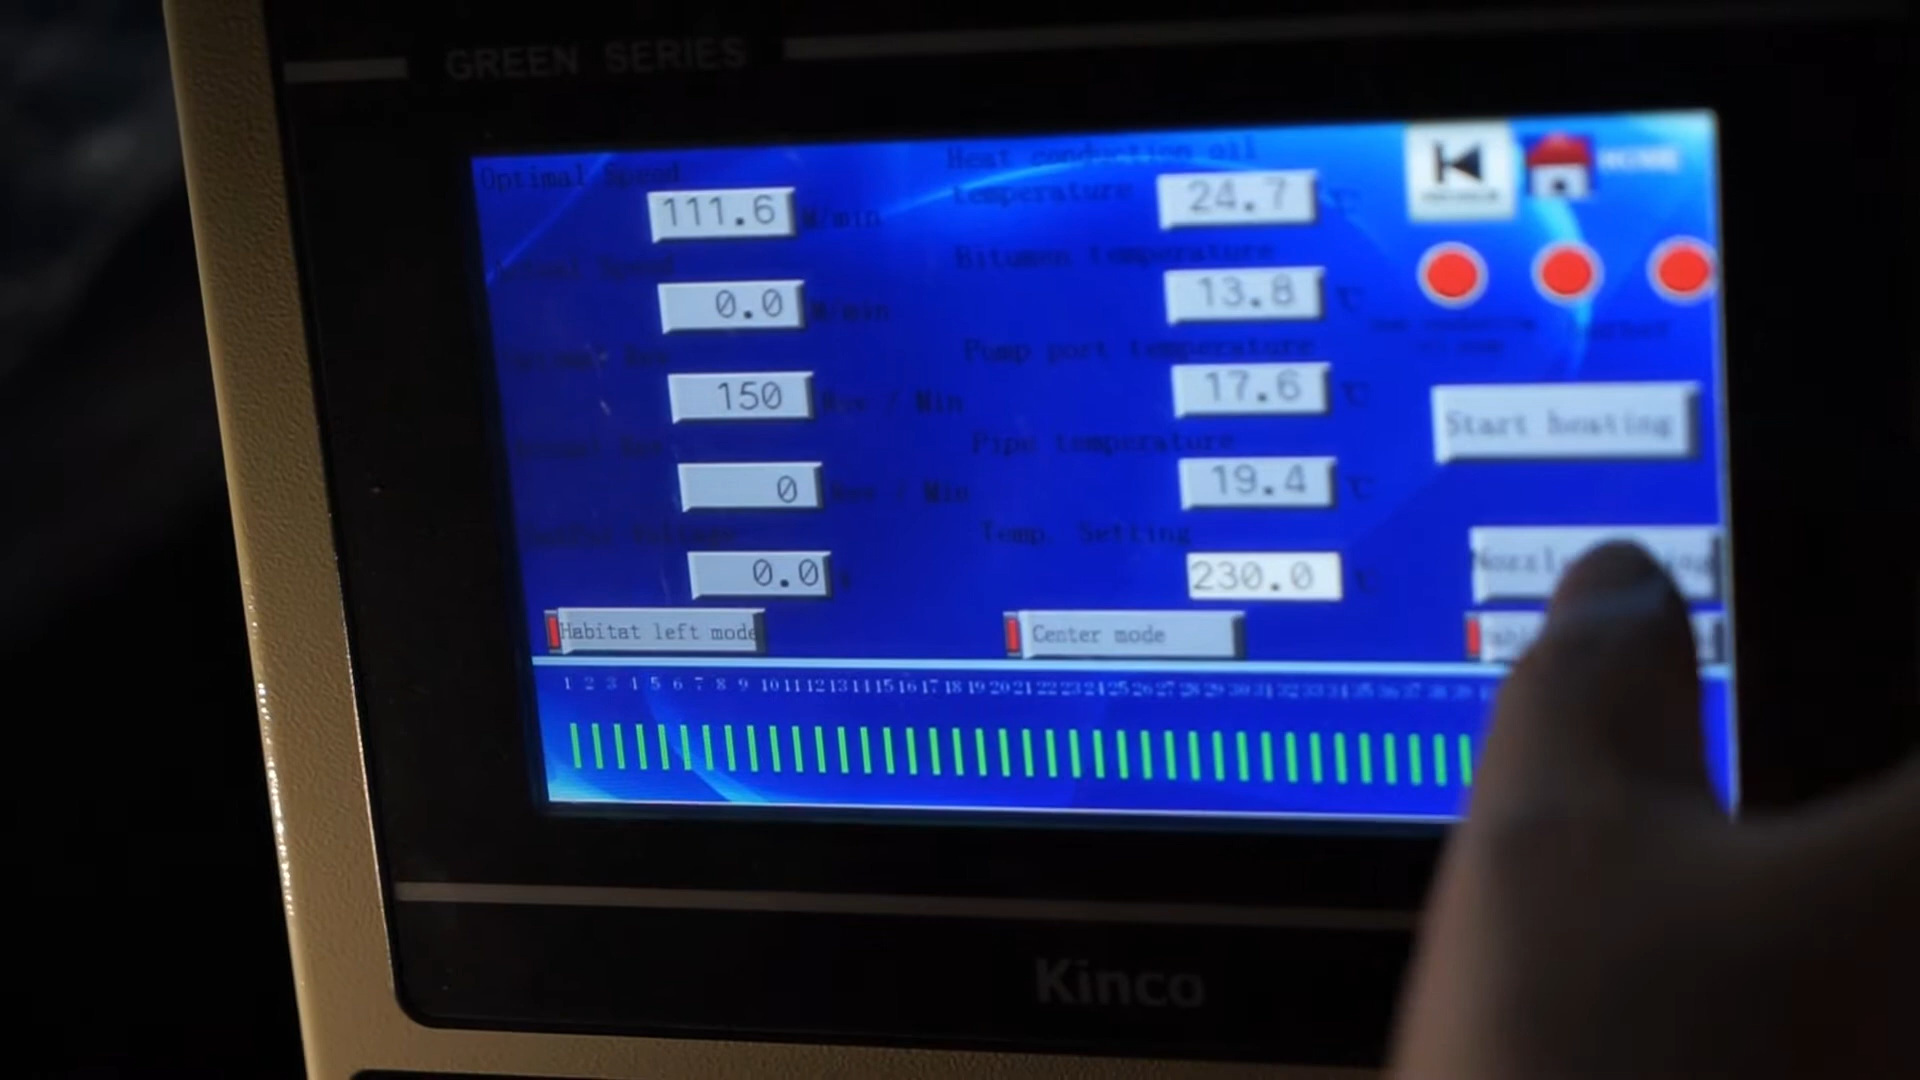 GREEN SERIES
Optimal Speed
111.6 M/min
Heat conduction oil
temperature 24.7 ℃
HOME
Speed
0.0 M/min
Bitumen temperature
13.8 ℃
150 Rev / Min
Pump port temperature
17.6 ℃
0 Rev / Min
Pipe temperature
19.4 ℃
Start heating
Voltage
0.0
Temp. Setting
230.0 ℃
Habitat left mode
Center mode
1 2 3 4 5 6 7 8 9 10 11 12 13 14 15 16 17 18 19 20 21 22 23 24 25 26 27 28 29 30 31 32 33 34 35 36 37 38 39
Kinco